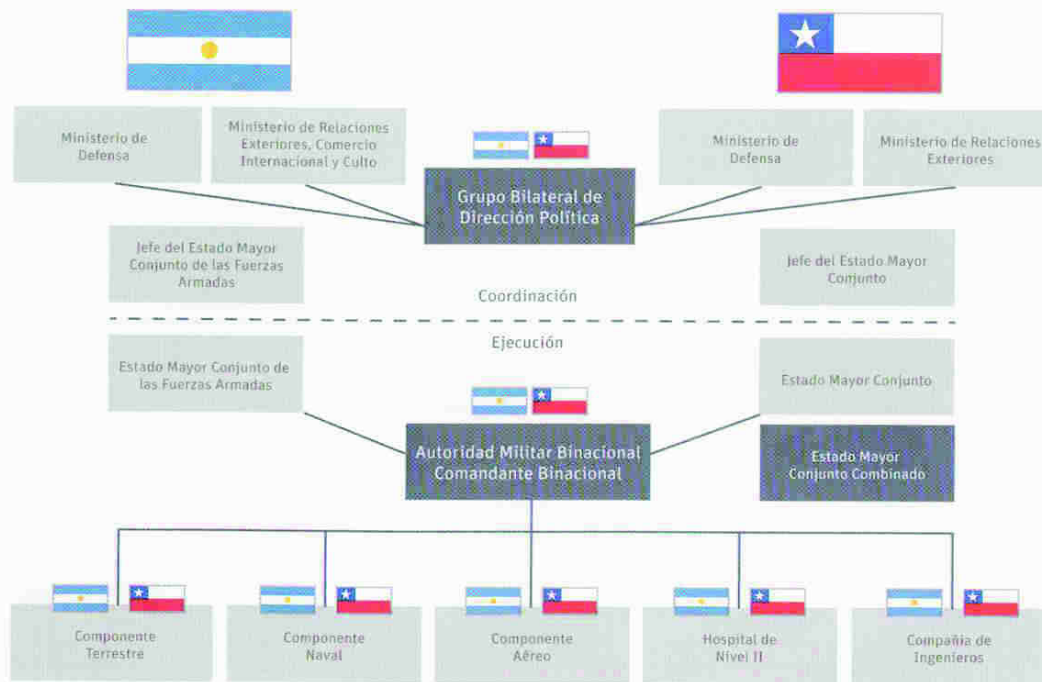 Ministerio de
Defensa
Ministerio de Relaciones
Exteriores, Comercio
Internacional y Culto
Grupo Bilateral de
Dirección Política
Ministerio de
Defensa
Ministerio de Relaciones
Exteriores
Jefe del Estado Mayor
Conjunto de las Fuerzas
Armadas
Jefe del Estado Mayor
Conjunto
Coordinación
Ejecución
Estado Mayor Conjunto de
las Fuerzas Armadas
Estado Mayor Conjunto
Autoridad Militar Binacional
Comandante Binacional
Estado Mayor
Conjunto Combinado
Componente
Terrestre
Componente
Naval
Componente
Aéreo
Hospital de
Nivel II
Compañia de
Ingenieros